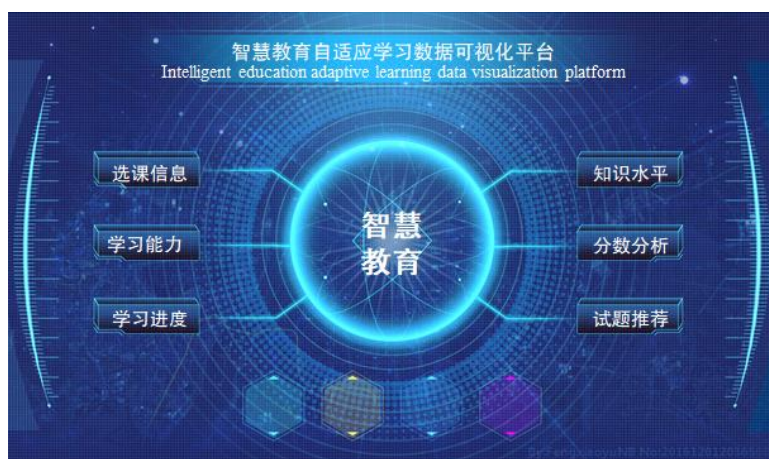 智慧教育自适应学习数据可视化平台
Intelligent education adaptive learning data visualization platform
选课信息
学习能力
学习进度
智慧
教育
知识水平
分数分析
试题推荐